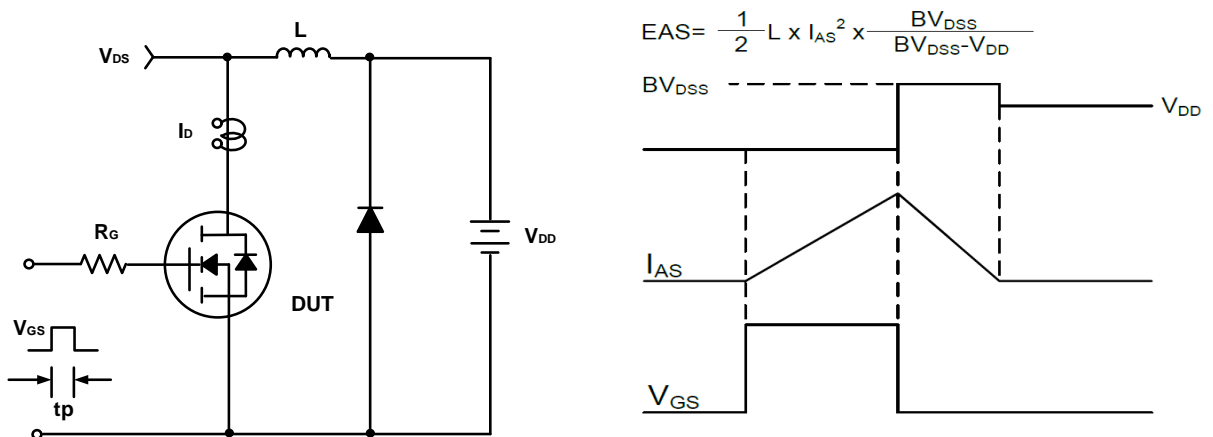 L
VDS
ID
RG
VDD
DUT
VGS
tp
EAS= 1/2 L x IAS² x BVDSS/BVDSS-VDD
BVDSS
VDD
IAS
VGS